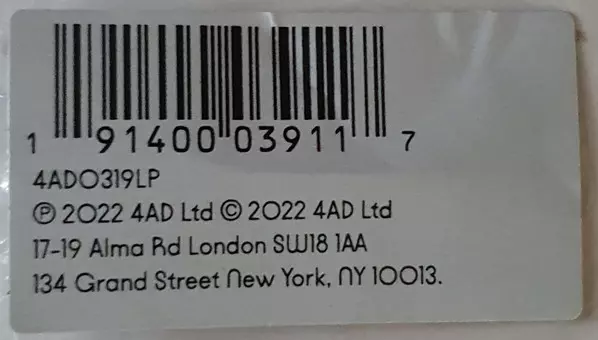 1 91400 03911 7
4AD0319LP
℗ 2022 4AD Ltd © 2022 4AD Ltd
17-19 Alma Rd London SW18 1AA
134 Grand Street New York, NY 10013.